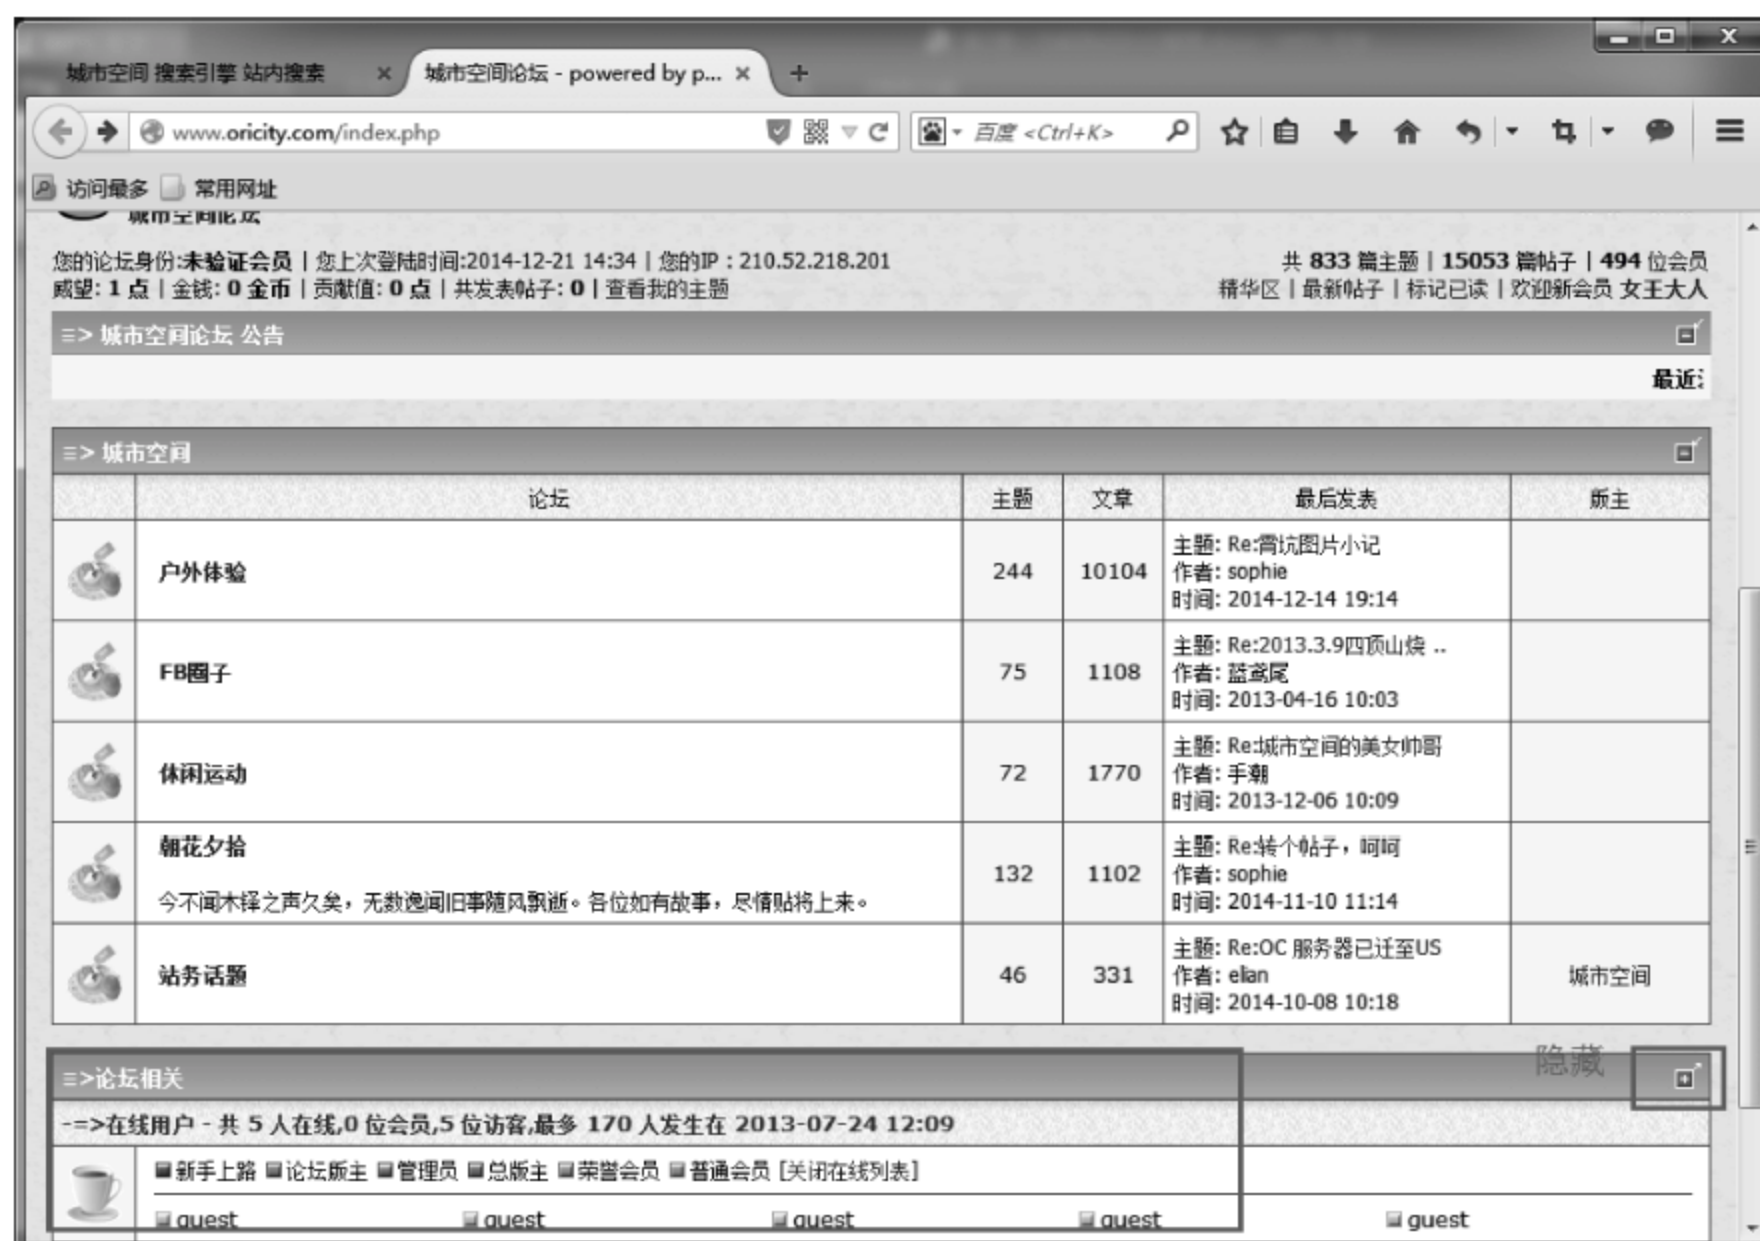 城市空间 搜索引擎 站内搜索
城市空间论坛 - powered by p...
www.oricity.com/index.php
百度 <Ctrl+K>
访问最多 常用网址
城市空间论坛
您的论坛身份:未验证会员 | 您上次登陆时间:2014-12-21 14:34 | 您的IP : 210.52.218.201
共 833 篇主题 | 15053 篇帖子 | 494 位会员
威望: 1 点 | 金钱: 0 金币 | 贡献值: 0 点 | 共发表帖子: 0 | 查看我的主题
精华区 | 最新帖子 | 标记已读 | 欢迎新会员 女王大人
=> 城市空间论坛 公告
最近
=> 城市空间
论坛 主题 文章 最后发表 版主
户外体验 244 10104
主题: Re:霄坑图片小记
作者: sophie
时间: 2014-12-14 19:14
FB圈子 75 1108
主题: Re:2013.3.9四顶山烧 ..
作者: 蓝鸢尾
时间: 2013-04-16 10:03
休闲运动 72 1770
主题: Re:城市空间的美女帅哥
作者: 手潮
时间: 2013-12-06 10:09
朝花夕拾
今不闻木铎之声久矣，无数逸闻旧事随风飘逝。各位如有故事，尽情贴将上来。
132 1102
主题: Re:转个帖子，呵呵
作者: sophie
时间: 2014-11-10 11:14
站务话题 46 331
主题: Re:OC 服务器已迁至US
作者: elian
时间: 2014-10-08 10:18
城市空间
隐藏
=>论坛相关
-=>在线用户 - 共 5 人在线,0 位会员,5 位访客,最多 170 人发生在 2013-07-24 12:09
新手上路 论坛版主 管理员 总版主 荣誉会员 普通会员 [关闭在线列表]
guest guest guest guest guest